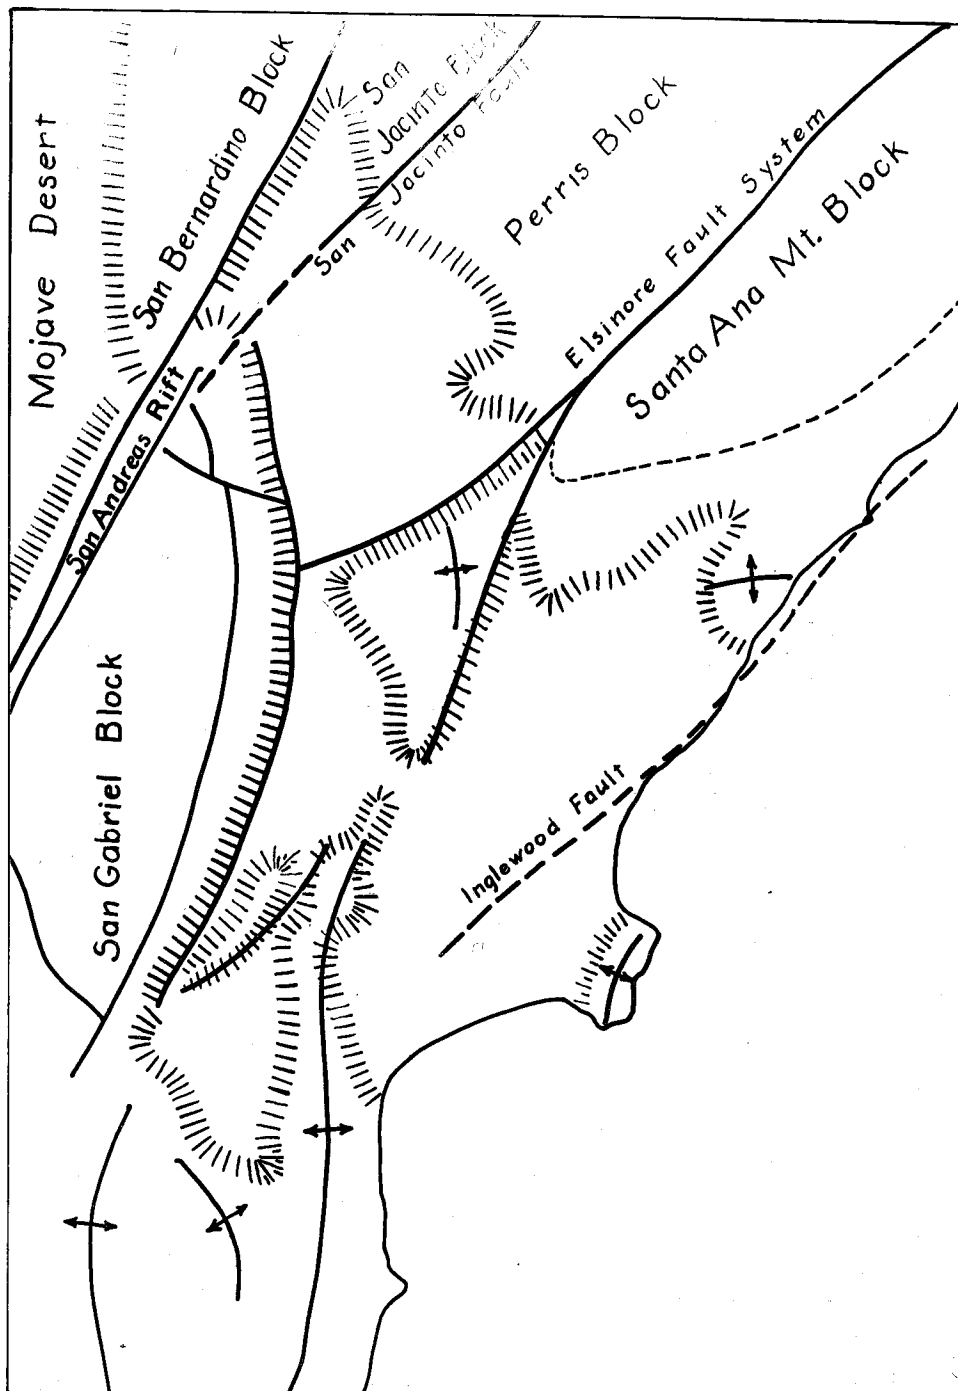 Mojave Desert
San Bernardino Block
San
Jacinto Block
San Jacinto Fault
Perris Block
Elsinore Fault System
Santa Ana Mt. Block
San Andreas Rift
San Gabriel Block
Inglewood Fault